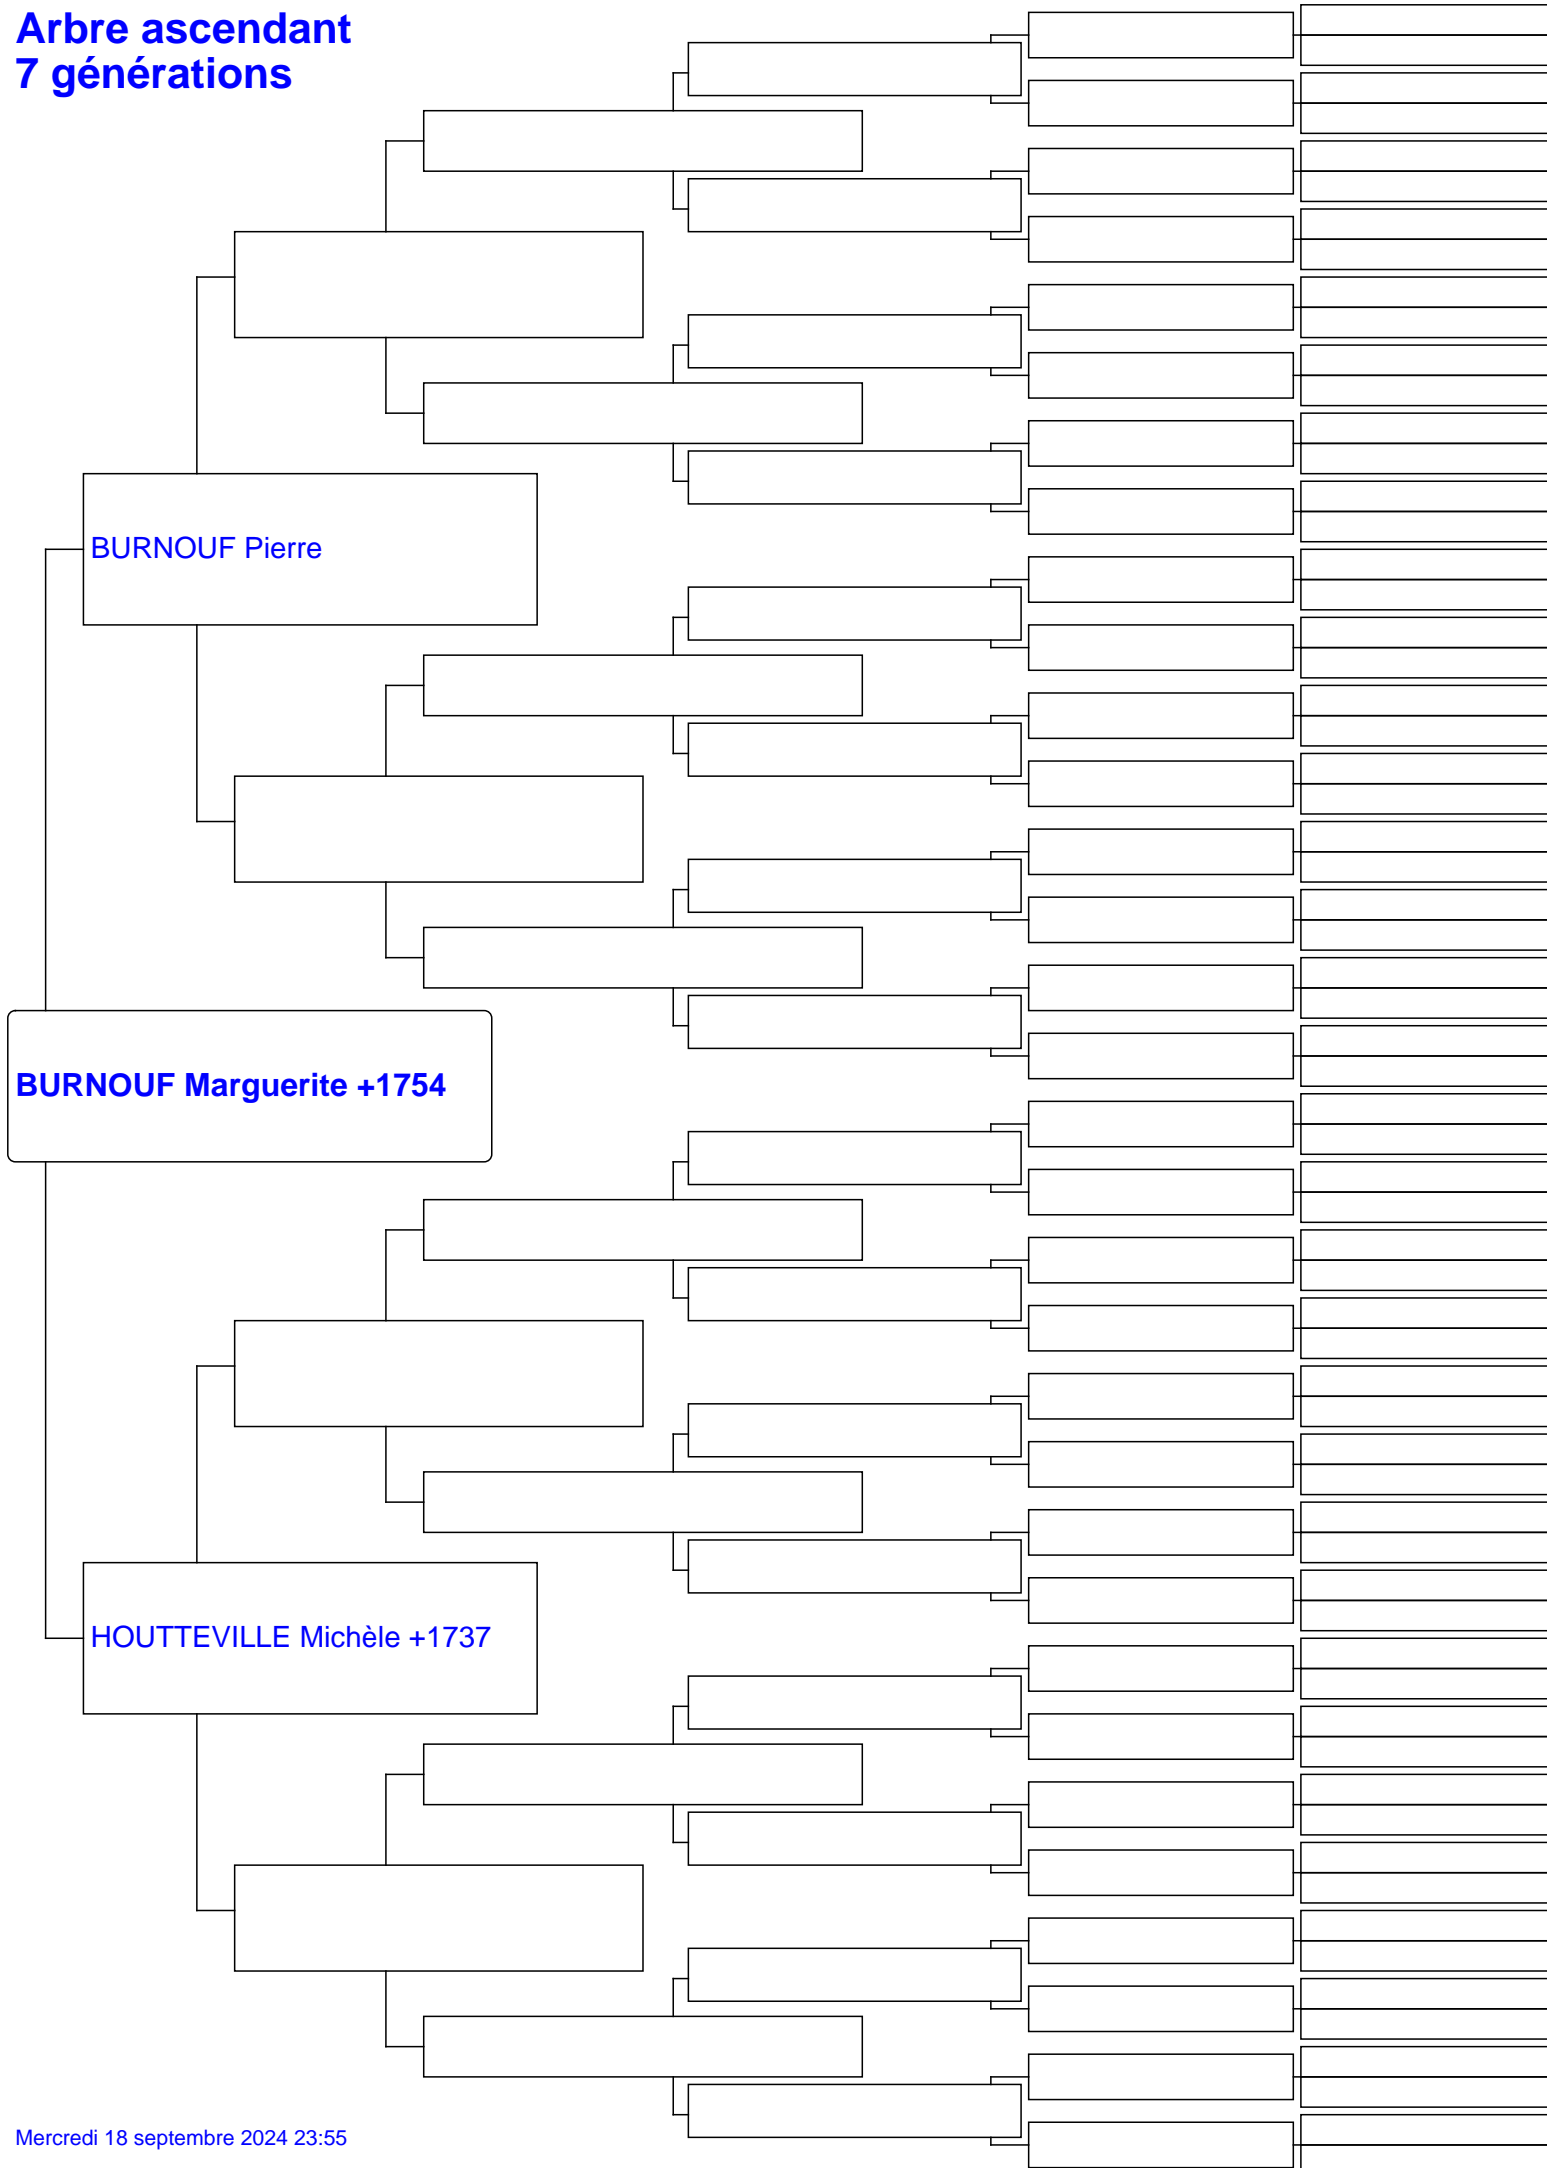 Arbre ascendant
7 générations
BURNOUF Pierre
BURNOUF Marguerite +1754
HOUTTEVILLE Michèle +1737
Mercredi 18 septembre 2024 23:55